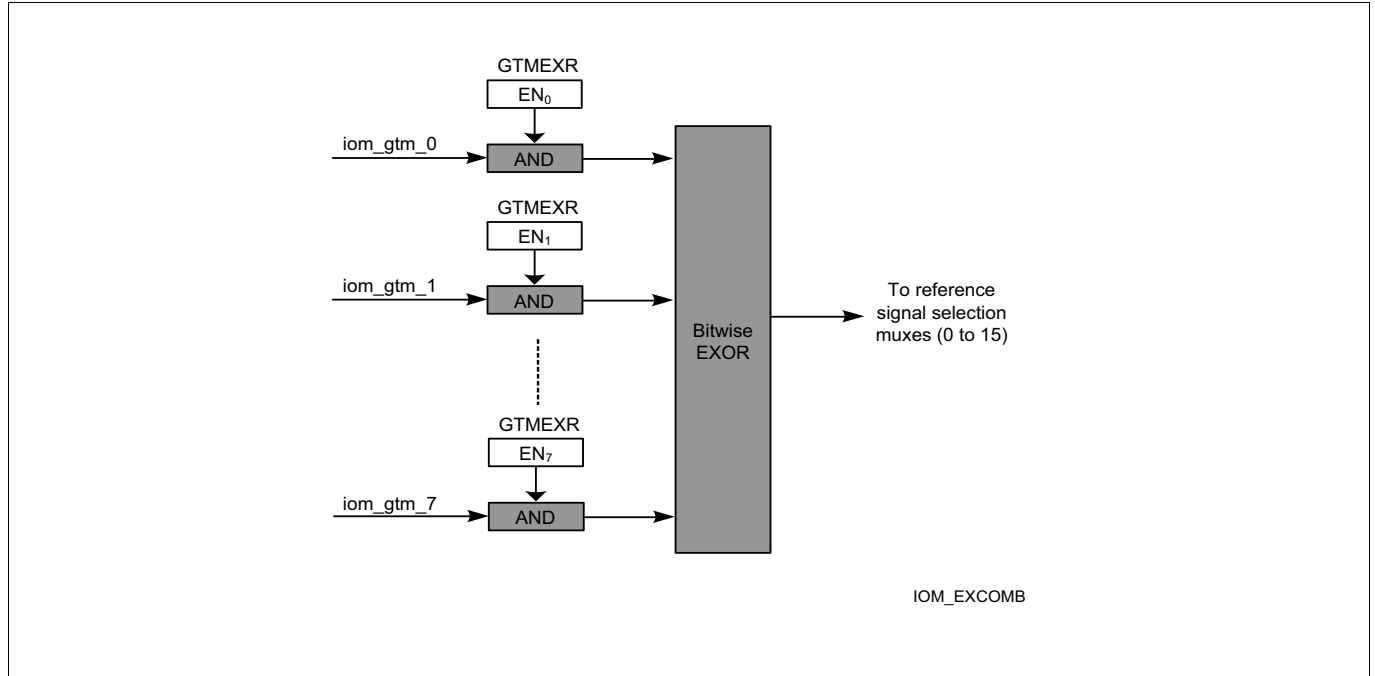 GTMEXR
EN₀
iom_gtm_0
AND
GTMEXR
EN₁
iom_gtm_1
AND
Bitwise
EXOR
To reference
signal selection
muxes (0 to 15)
GTMEXR
EN₇
iom_gtm_7
AND
IOM_EXCOMB